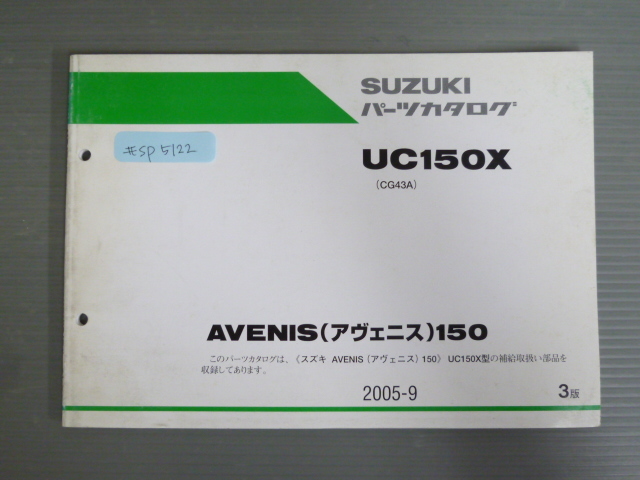 SUZUKI
パーツカタログ
#SP 5122
UC150X
(CG43A)
AVENIS(アヴェニス)150
このパーツカタログは、〈スズキ AVENIS(アヴェニス)150〉 UC150X型の補給取扱い部品を
収録してあります。
2005-9
3版